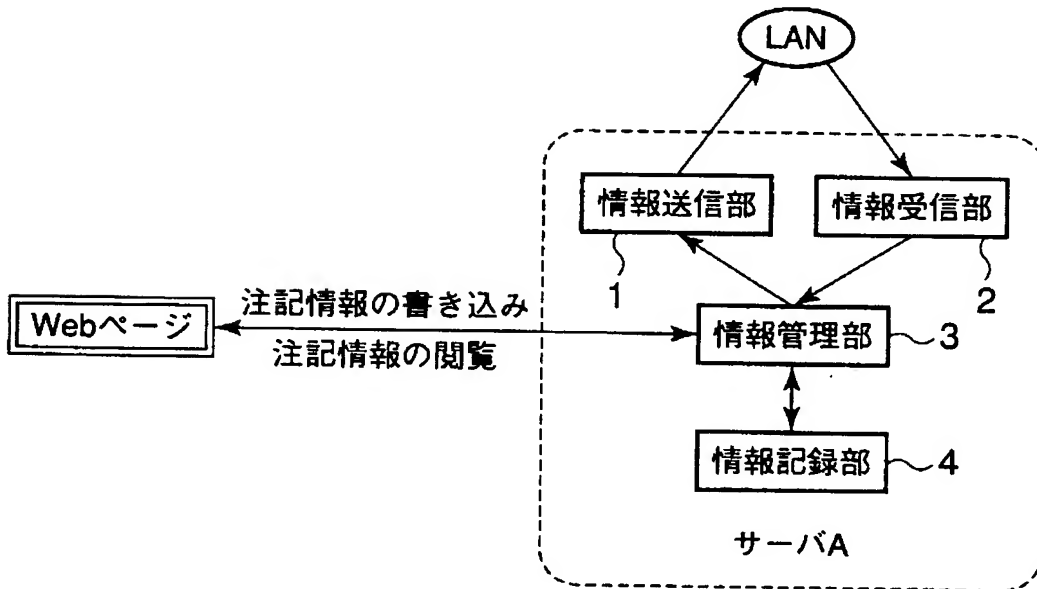 LAN
情報送信部
情報受信部
1
2
注記情報の書き込み
Webページ
注記情報の閲覧
情報管理部
3
情報記録部
4
サーバA